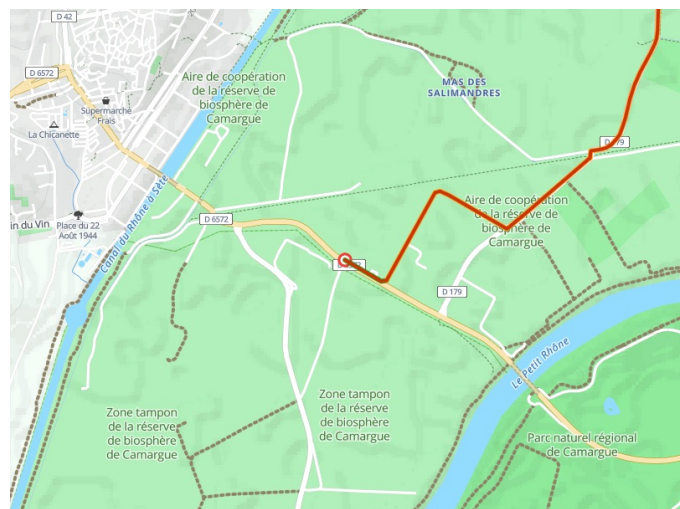 D 42
D 6572
Aire de coopération
de la réserve de
biosphère de
Camargue
MAS DES
SALIMANDRES
Supermarché
Frais
La Chicanette
Canal du Rhône à Sète
Aire de coopération
de la réserve de
biosphère de
Camargue
D 6572
in du Vin
Place du 22
Août 1944
D 179
Le Petit Rhône
Zone tampon
de la réserve
de biosphère
de Camargue
Zone tampon
de la réserve
de biosphère
de Camargue
Parc naturel régional
de Camargue